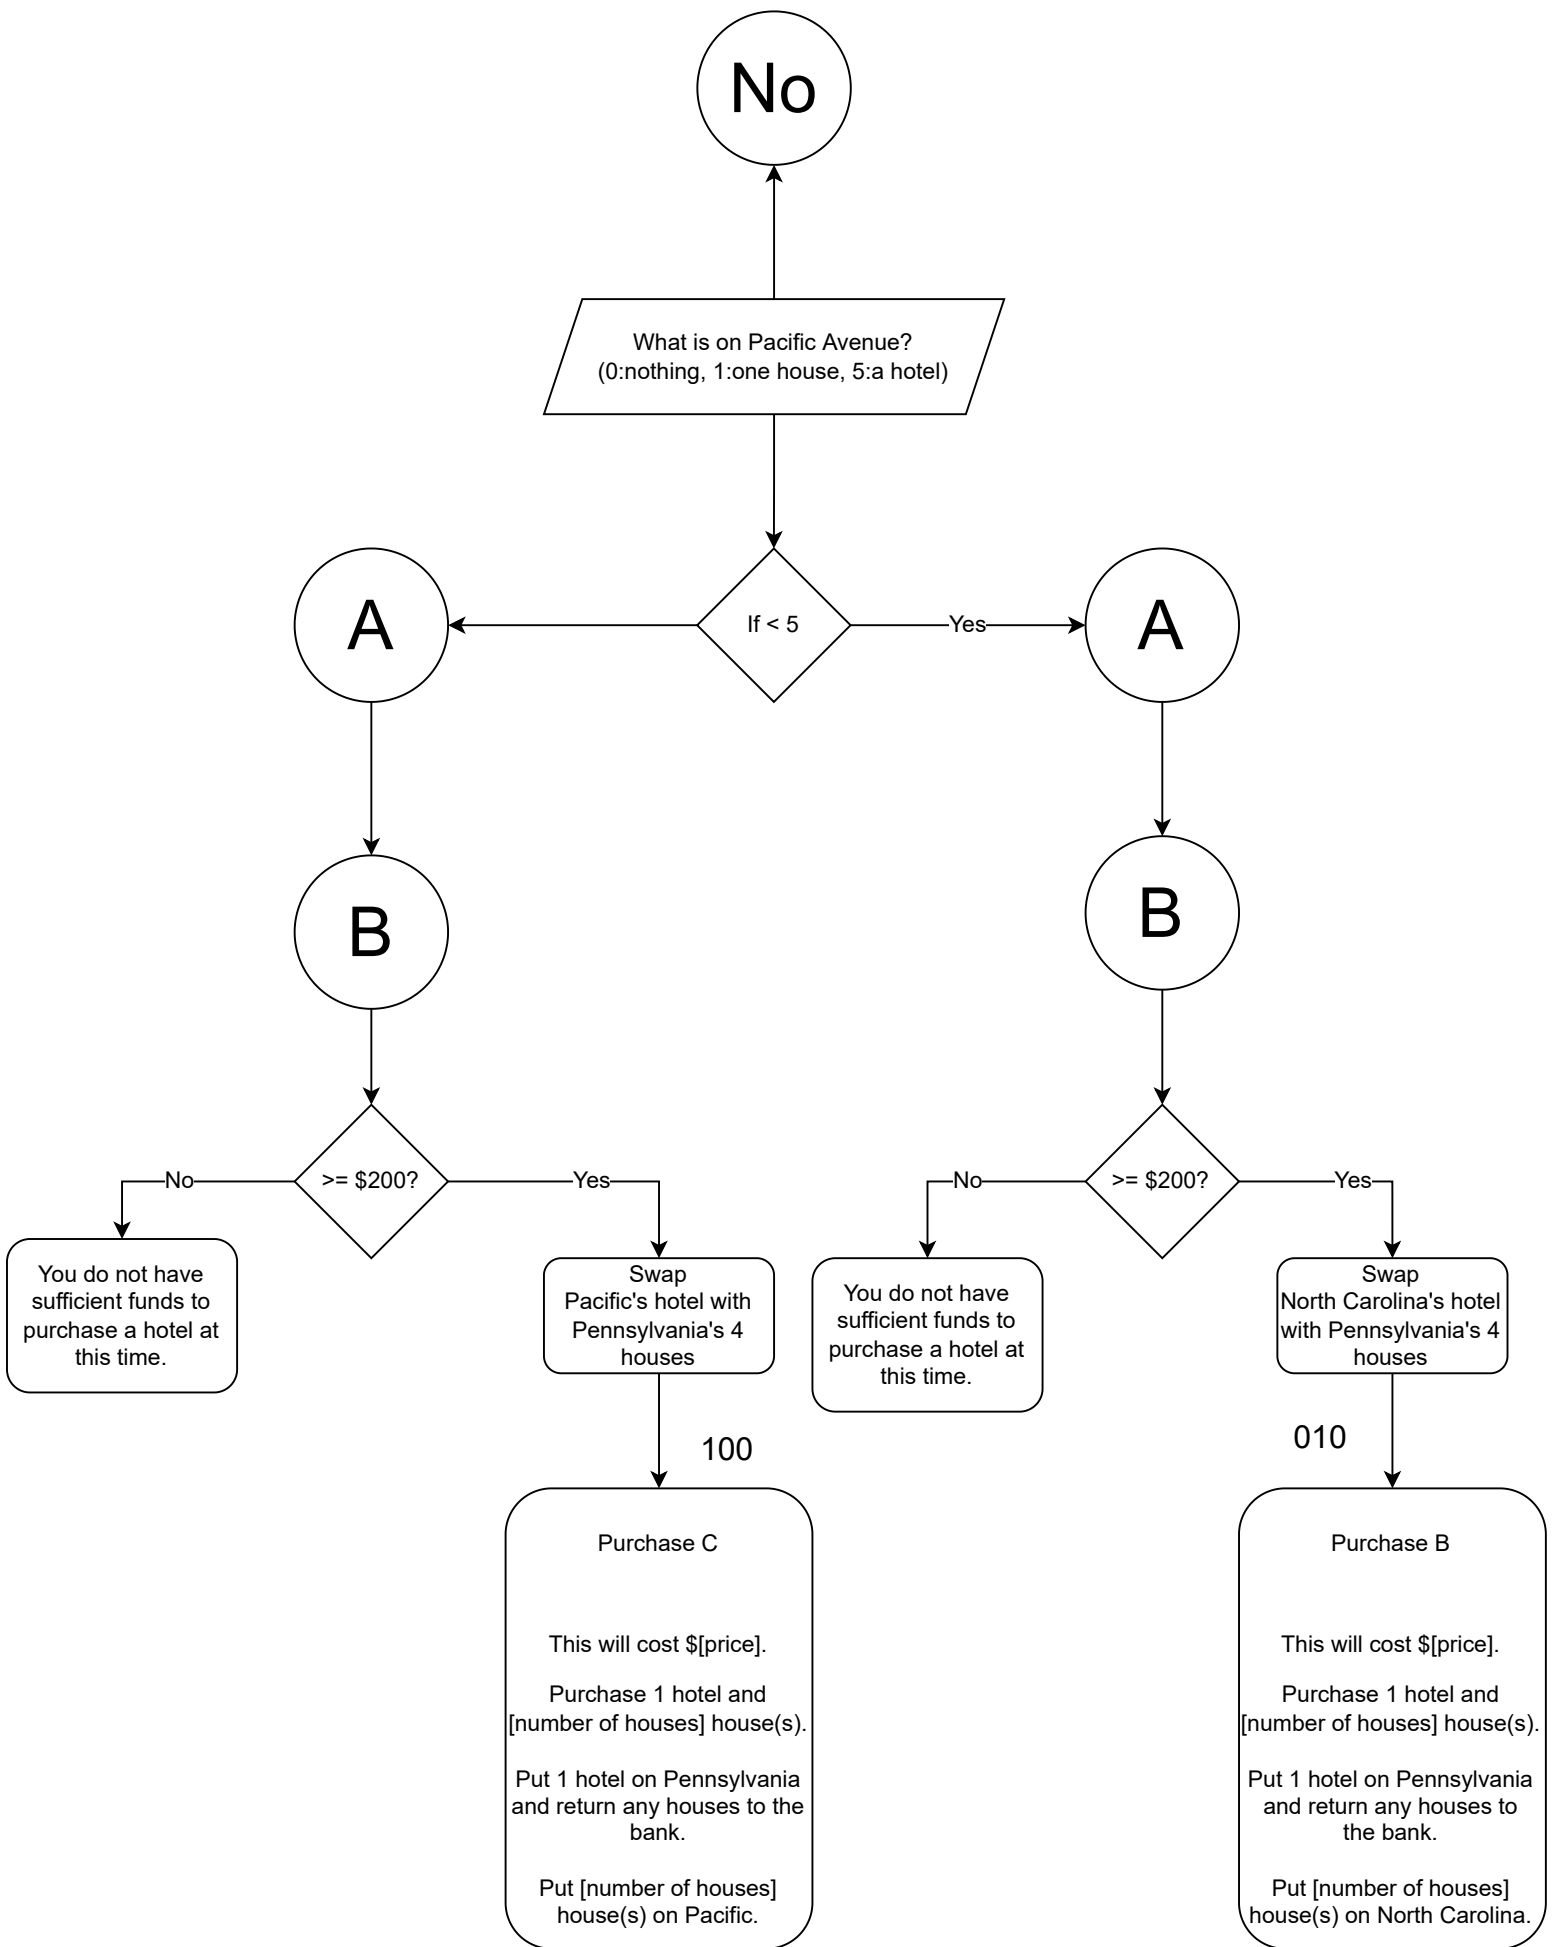 No
What is on Pacific Avenue?
(0:nothing, 1:one house, 5:a hotel)
A
If < 5
Yes
A
B
B
No
>= $200?
Yes
No
>= $200?
Yes
You do not have
sufficient funds to
purchase a hotel at
this time.
Swap
Pacific's hotel with
Pennsylvania's 4
houses
You do not have
sufficient funds to
purchase a hotel at
this time.
Swap
North Carolina's hotel
with Pennsylvania's 4
houses
100
010
Purchase C
This will cost $[price].
Purchase 1 hotel and
[number of houses] house(s).
Put 1 hotel on Pennsylvania
and return any houses to the
bank.
Put [number of houses]
house(s) on Pacific.
Purchase B
This will cost $[price].
Purchase 1 hotel and
[number of houses] house(s).
Put 1 hotel on Pennsylvania
and return any houses to
the bank.
Put [number of houses]
house(s) on North Carolina.